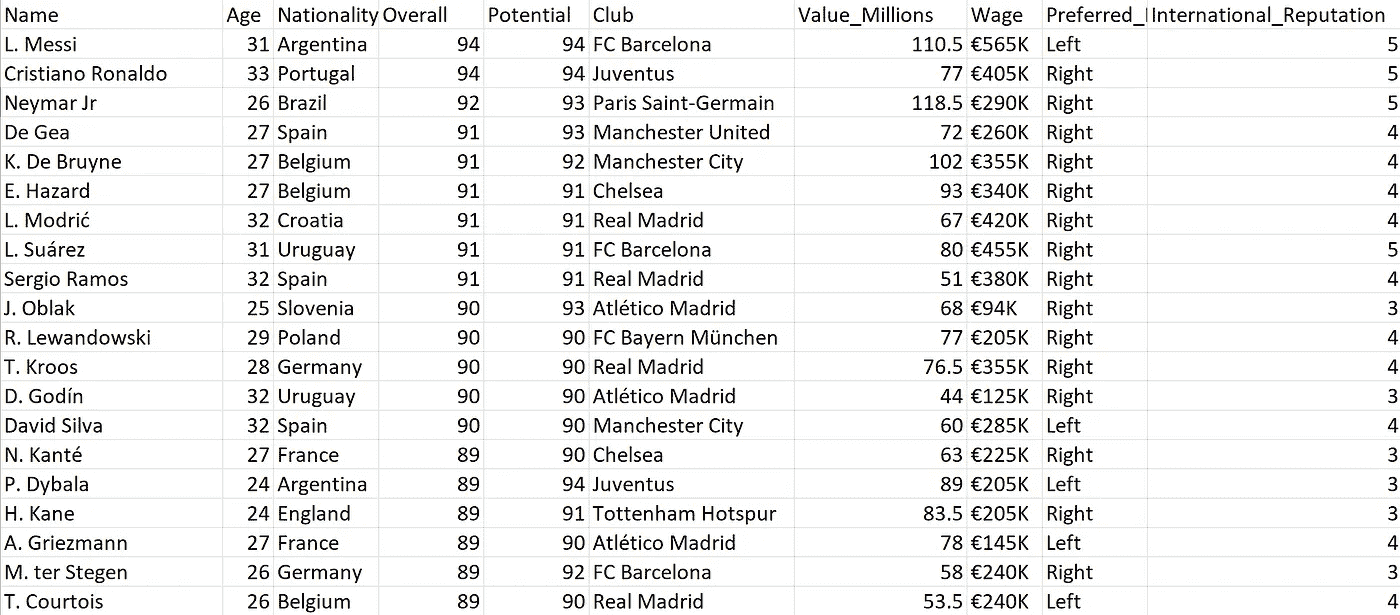 Name Age Nationality Overall Potential Club Value_Millions Wage Preferred_ International_Reputation
L. Messi 31 Argentina 94 94 FC Barcelona 110.5 €565K Left 5
Cristiano Ronaldo 33 Portugal 94 94 Juventus 77 €405K Right 5
Neymar Jr 26 Brazil 92 93 Paris Saint-Germain 118.5 €290K Right 5
De Gea 27 Spain 91 93 Manchester United 72 €260K Right 4
K. De Bruyne 27 Belgium 91 92 Manchester City 102 €355K Right 4
E. Hazard 27 Belgium 91 91 Chelsea 93 €340K Right 4
L. Modrić 32 Croatia 91 91 Real Madrid 67 €420K Right 4
L. Suárez 31 Uruguay 91 91 FC Barcelona 80 €455K Right 5
Sergio Ramos 32 Spain 91 91 Real Madrid 51 €380K Right 4
J. Oblak 25 Slovenia 90 93 Atlético Madrid 68 €94K Right 3
R. Lewandowski 29 Poland 90 90 FC Bayern München 77 €205K Right 4
T. Kroos 28 Germany 90 90 Real Madrid 76.5 €355K Right 4
D. Godín 32 Uruguay 90 90 Atlético Madrid 44 €125K Right 3
David Silva 32 Spain 90 90 Manchester City 60 €285K Left 4
N. Kanté 27 France 89 90 Chelsea 63 €225K Right 3
P. Dybala 24 Argentina 89 94 Juventus 89 €205K Left 3
H. Kane 24 England 89 91 Tottenham Hotspur 83.5 €205K Right 3
A. Griezmann 27 France 89 90 Atlético Madrid 78 €145K Left 4
M. ter Stegen 26 Germany 89 92 FC Barcelona 58 €240K Right 3
T. Courtois 26 Belgium 89 90 Real Madrid 53.5 €240K Left 4